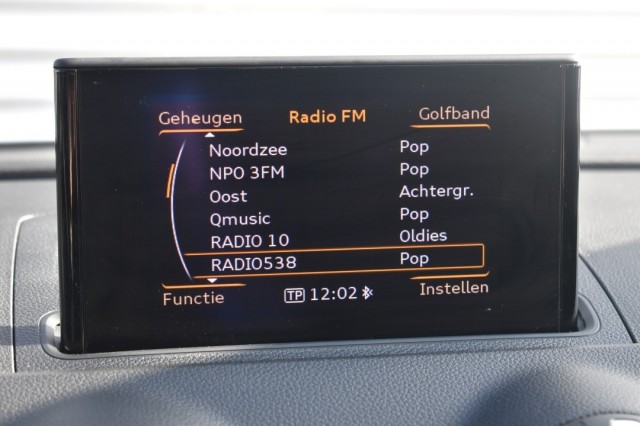 Geheugen Radio FM Golfband
Noordzee Pop
NPO 3FM Pop
Oost Achtergr.
Qmusic Pop
RADIO 10 Oldies
RADIO538 Pop
Functie TP 12:02 Instellen